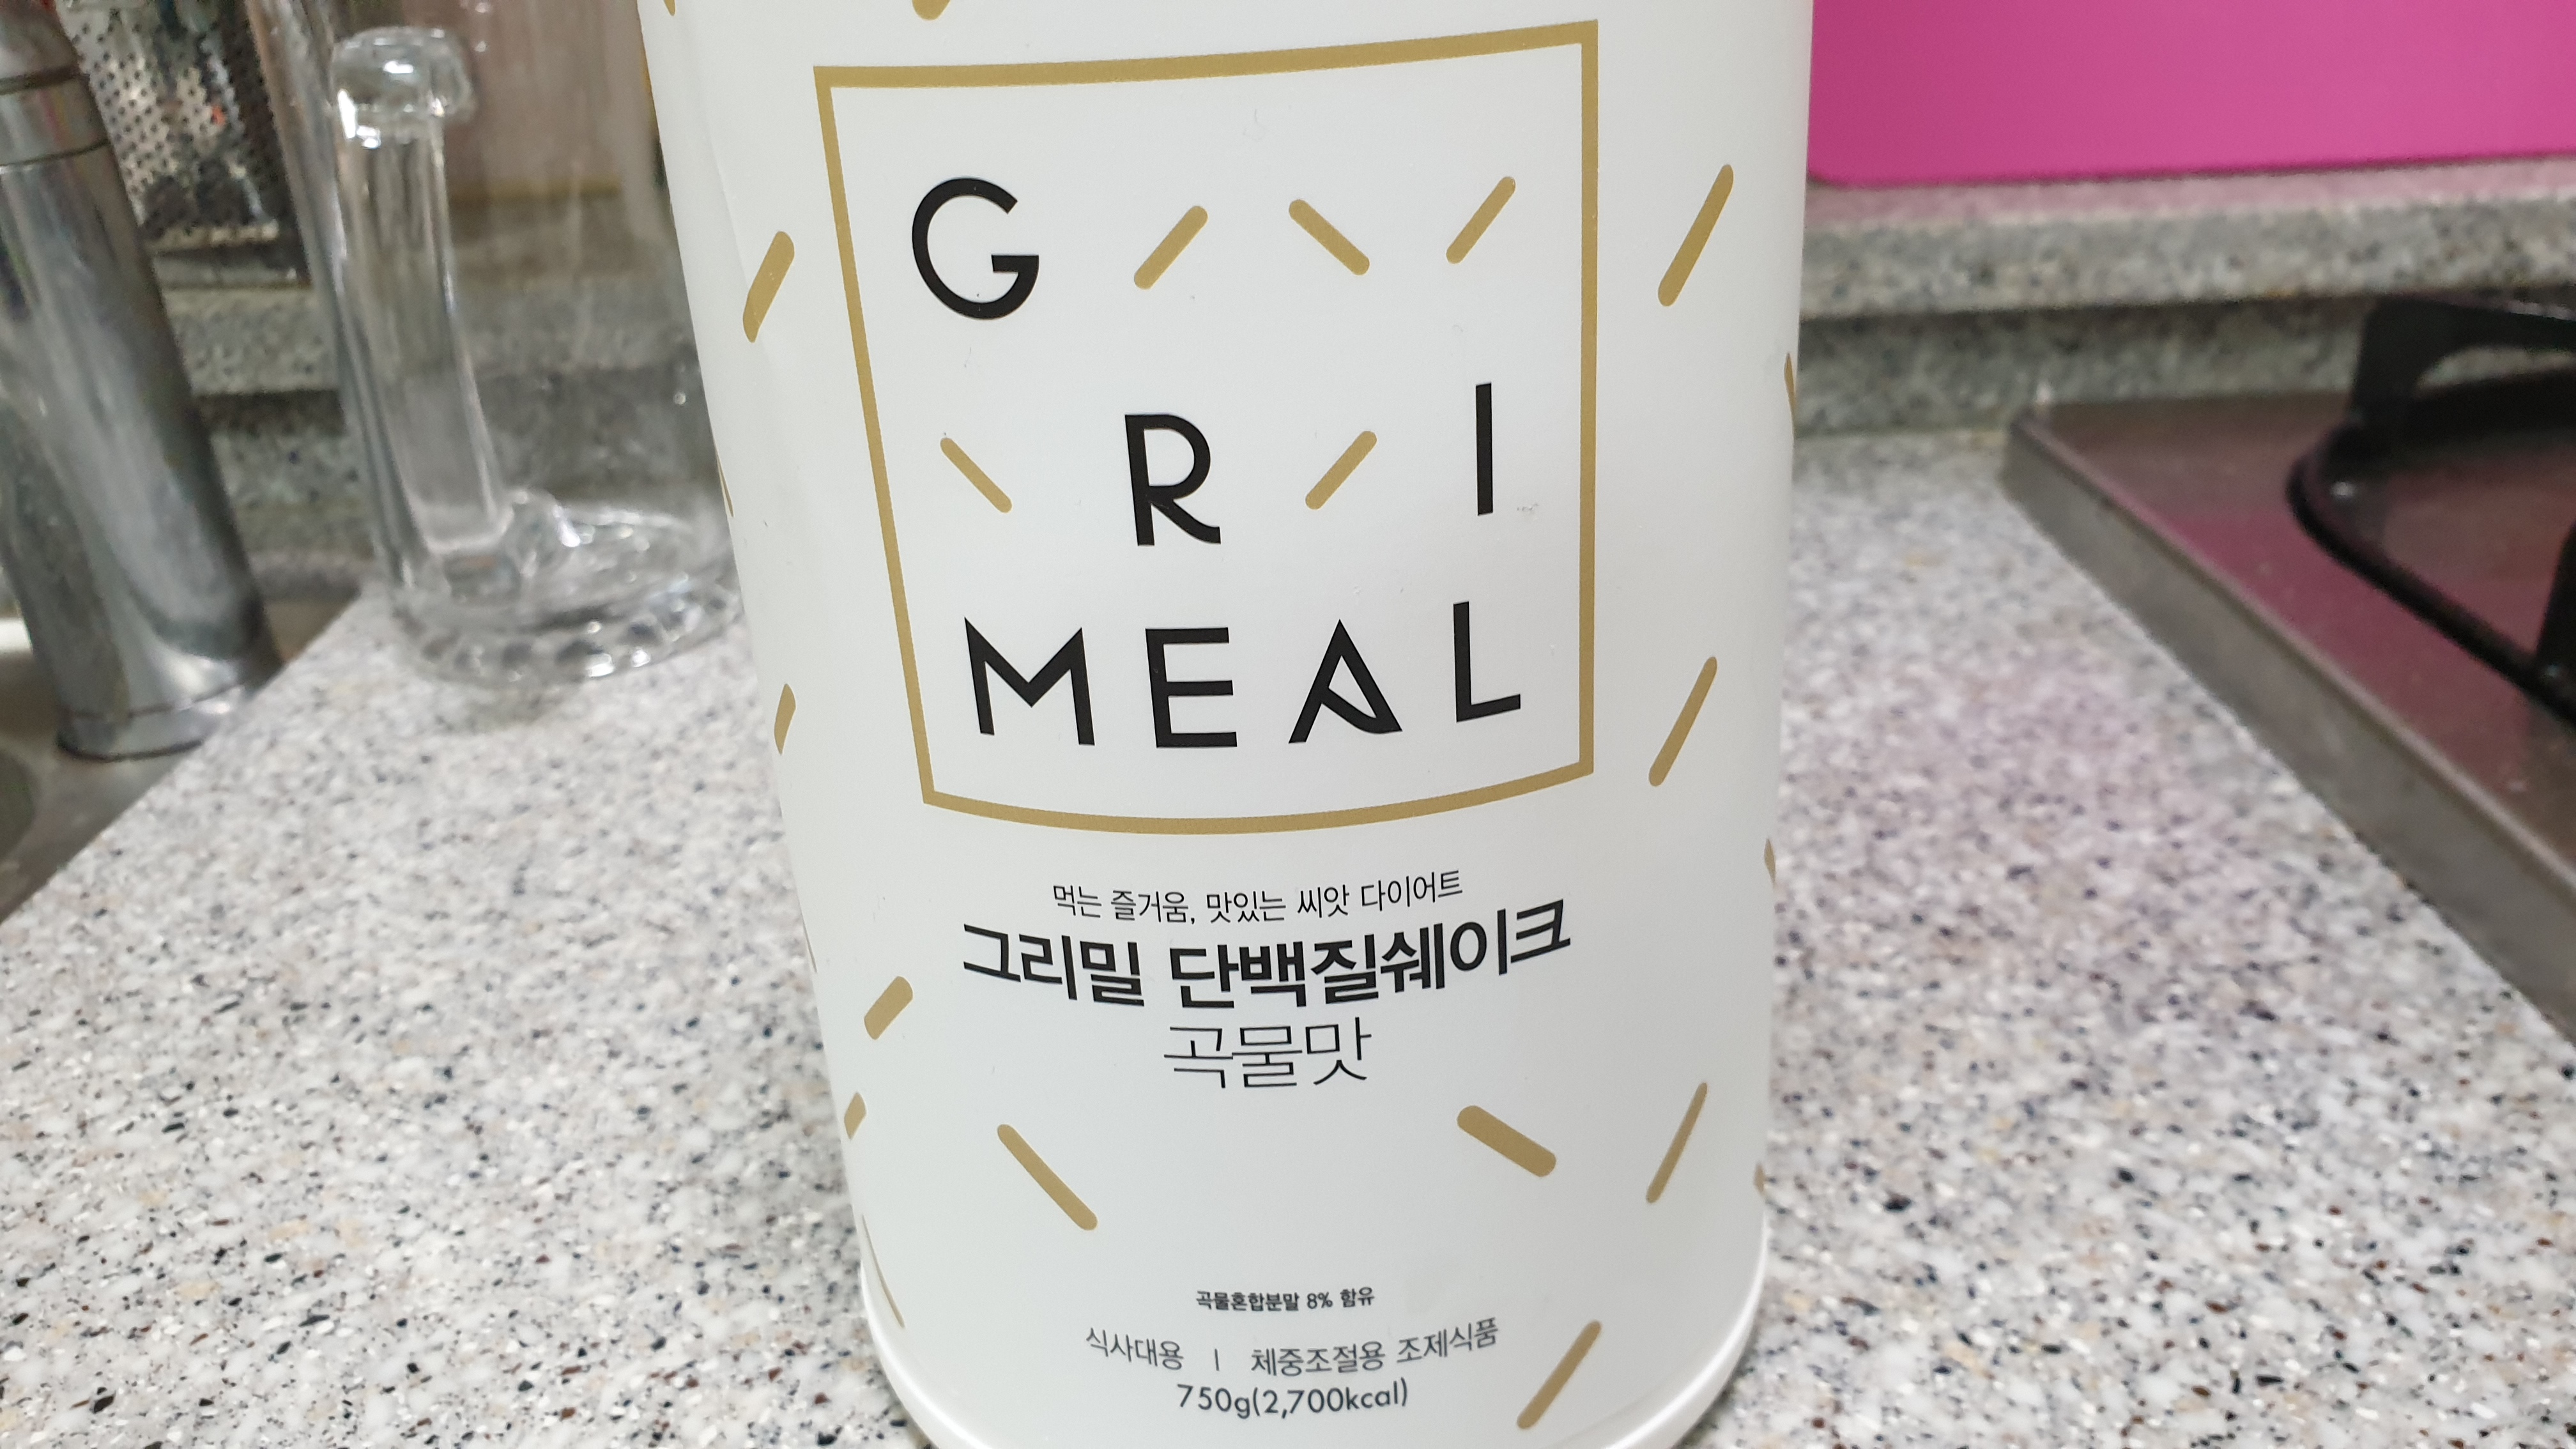 G
R I
MEAL
먹는 즐거움, 맛있는 씨앗 다이어트
그리밀 단백질쉐이크
곡물맛
곡물혼합분말 8% 함유
식사대용 | 체중조절용 조제식품
750g(2,700kcal)